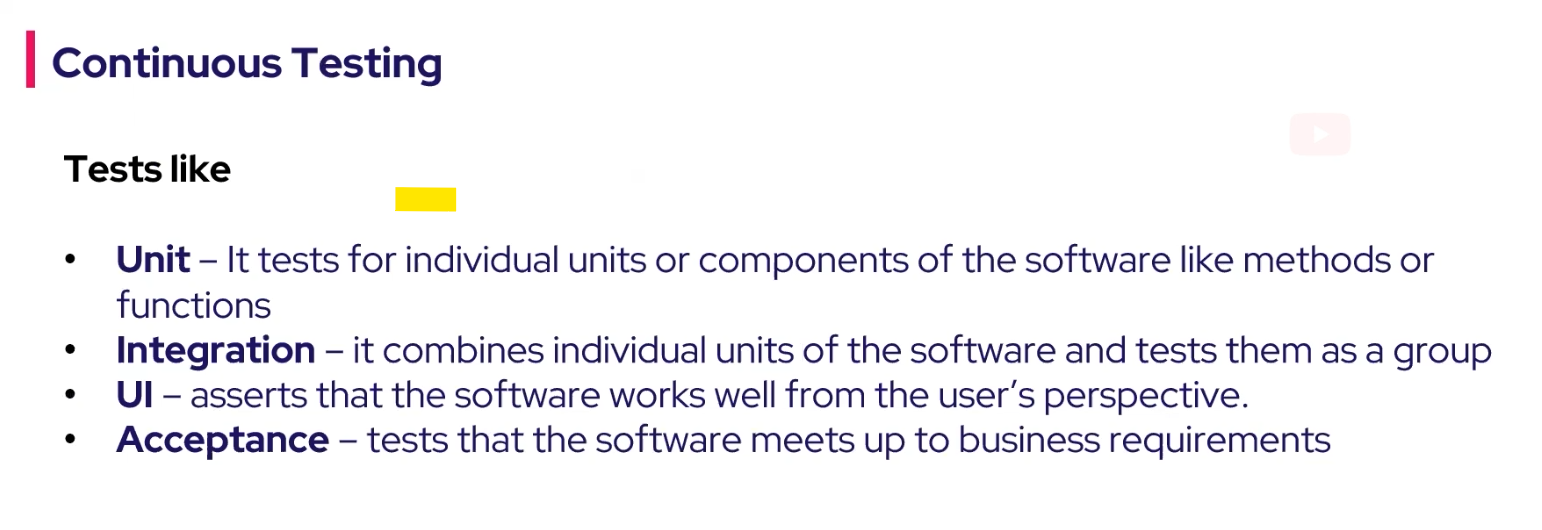 Continuous Testing
Tests like
• Unit – It tests for individual units or components of the software like methods or
functions
• Integration – it combines individual units of the software and tests them as a group
• UI – asserts that the software works well from the user’s perspective.
• Acceptance – tests that the software meets up to business requirements